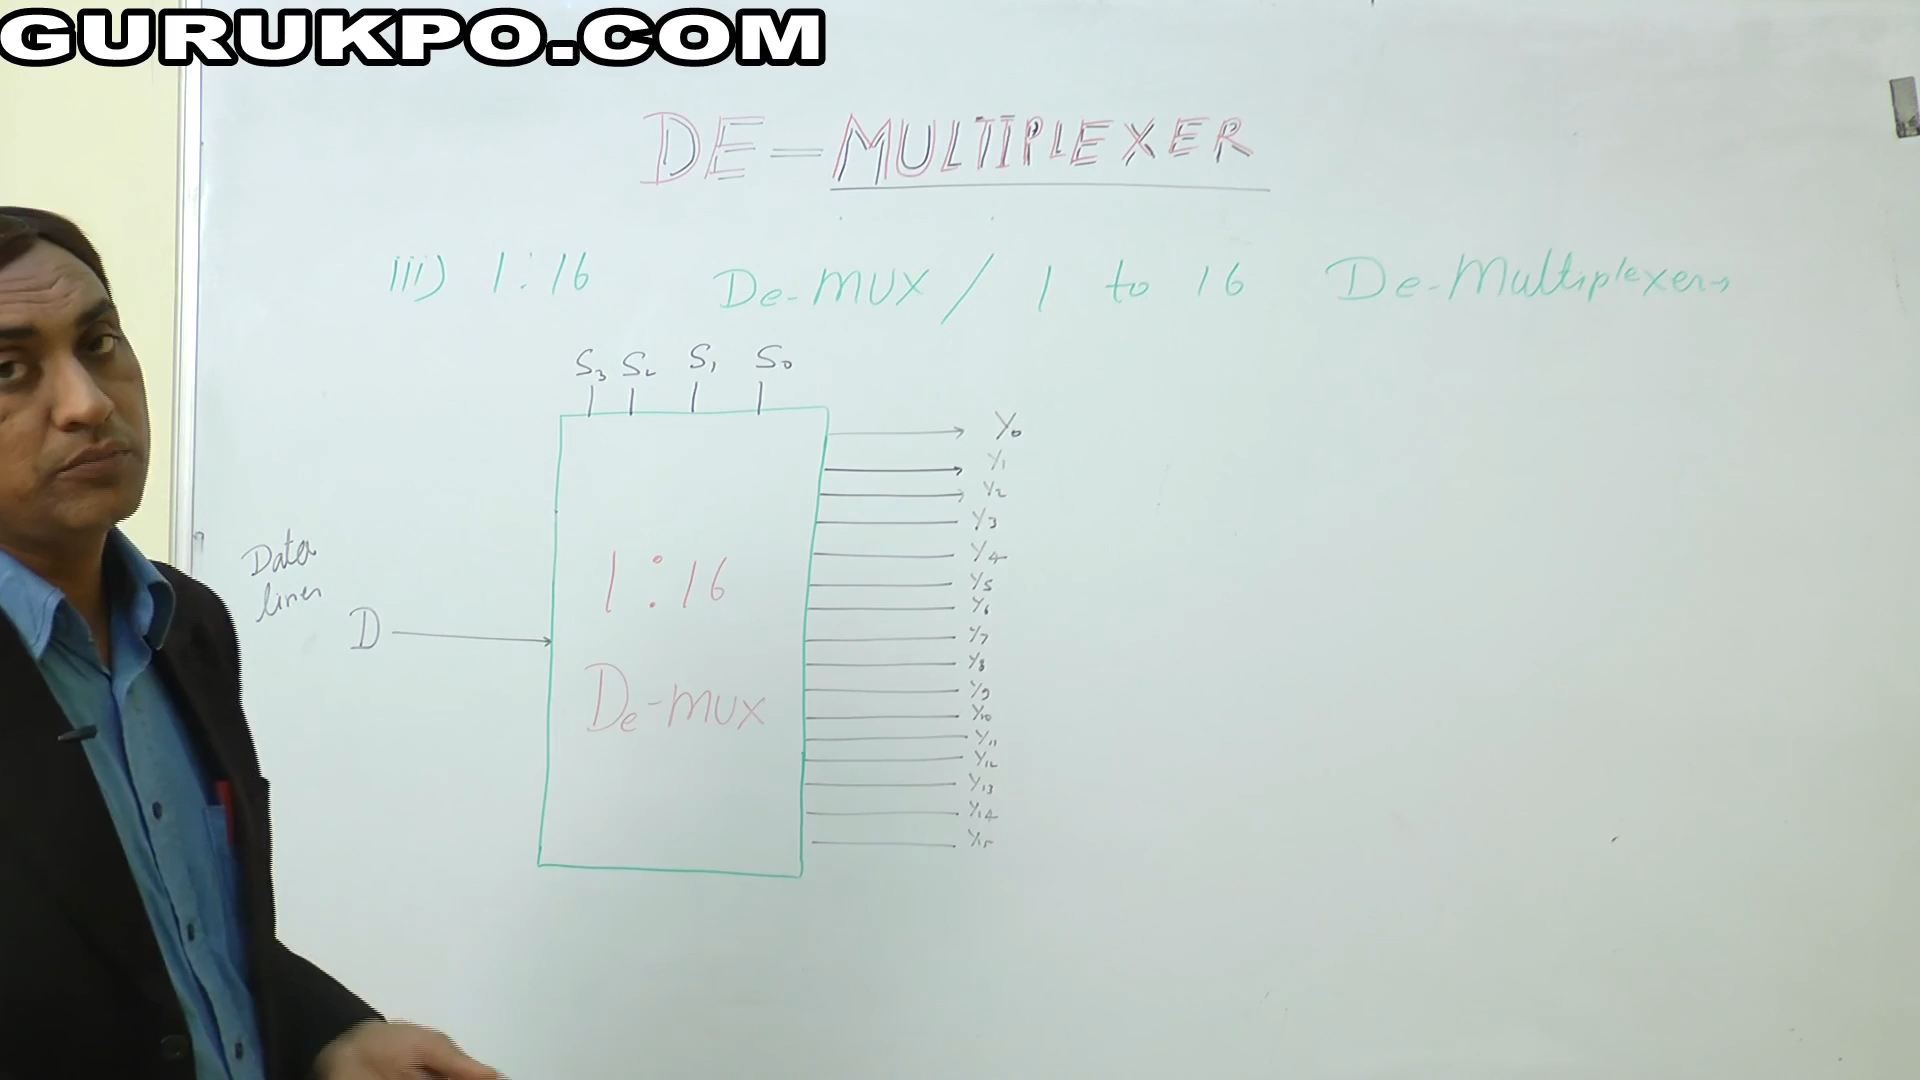 GURUKPO.COM
DE-MULTIPLEXER
iii) 1:16 De-MUX / 1 to 16 De-Multiplexers
S3 S2 S1 S0
Y0
Y1
Y2
Y3
Data
lines
Y4
1:16
Y5
Y6
D
Y7
Y8
De-MUX
Y9
Y10
Y11
Y12
Y13
Y14
Y15